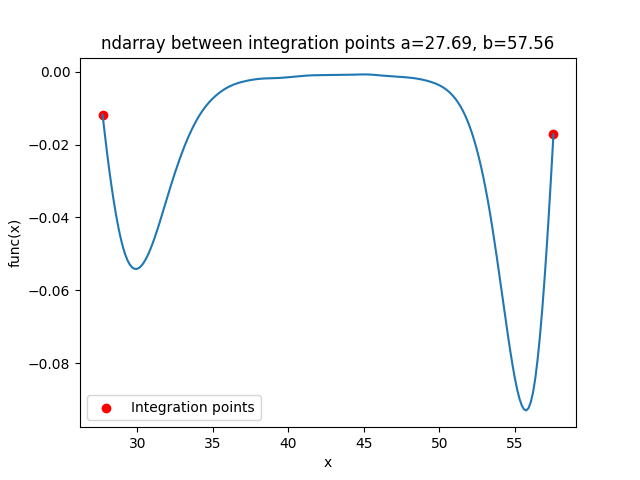 ndarray between integration points a=27.69, b=57.56
0.00
−0.02
−0.04
−0.06
−0.08
func(x)
Integration points
30 35 40 45 50 55
x